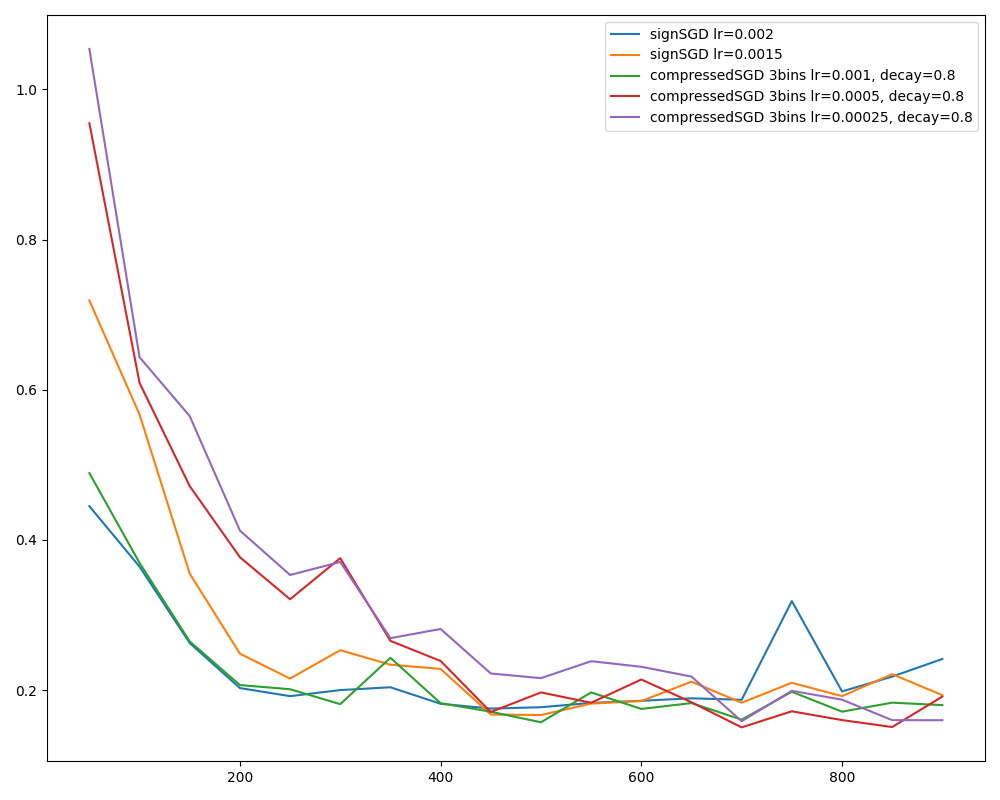 signSGD lr=0.002
signSGD lr=0.0015
compressedSGD 3bins lr=0.001, decay=0.8
compressedSGD 3bins lr=0.0005, decay=0.8
compressedSGD 3bins lr=0.00025, decay=0.8
1.0
0.8
0.6
0.4
0.2
200 400 600 800